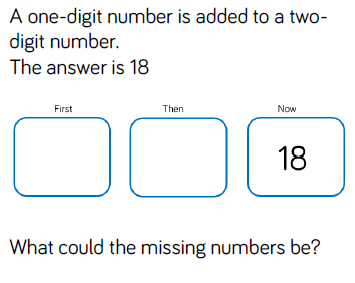 A one-digit number is added to a two-
digit number.
The answer is 18
First Then Now
18
What could the missing numbers be?